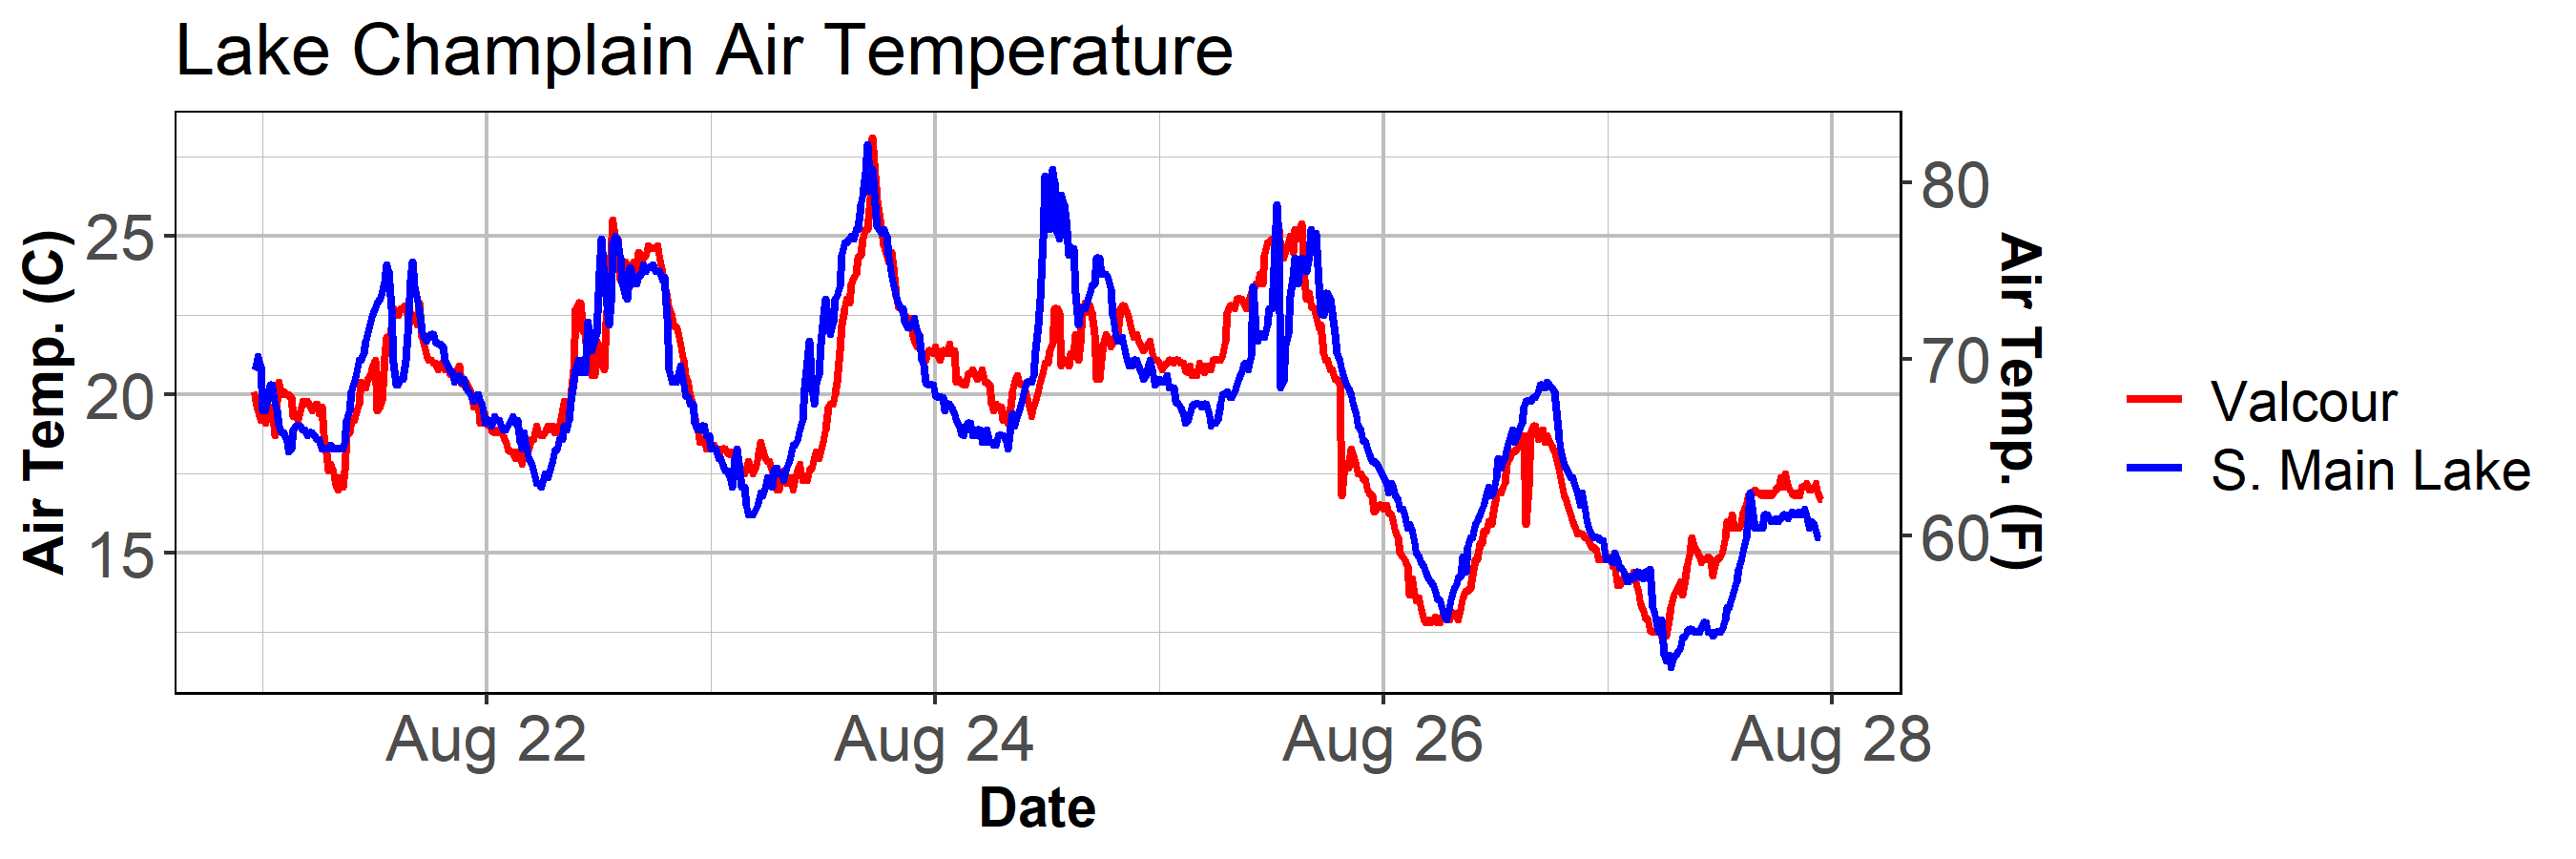 Lake Champlain Air Temperature
Air Temp. (C)
25
20
15
80
70
60
Air Temp. (F)
Aug 22
Aug 24
Aug 26
Aug 28
Date
Valcour
S. Main Lake